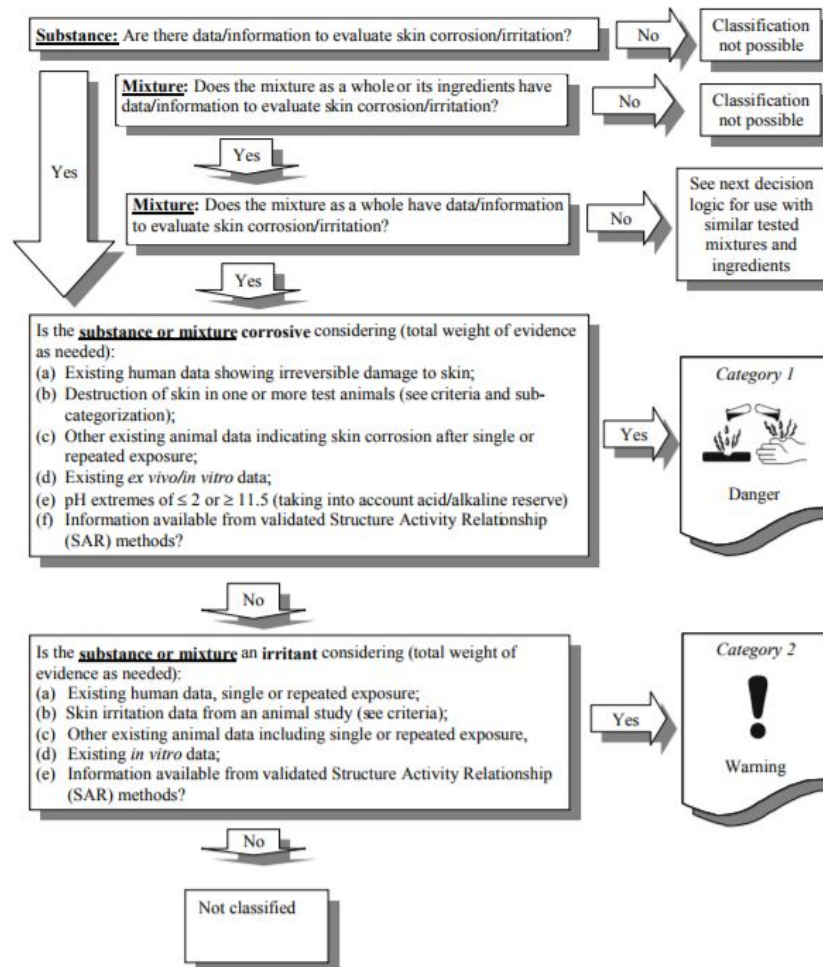 Substance: Are there data/information to evaluate skin corrosion/irritation?
No
Classification
not possible
Mixture: Does the mixture as a whole or its ingredients have
data/information to evaluate skin corrosion/irritation?
No
Classification
not possible
Yes
Yes
Mixture: Does the mixture as a whole have data/information
to evaluate skin corrosion/irritation?
No
See next decision
logic for use with
similar tested
mixtures and
ingredients
Yes
Is the substance or mixture corrosive considering (total weight of evidence
as needed):
(a) Existing human data showing irreversible damage to skin;
(b) Destruction of skin in one or more test animals (see criteria and sub-
categorization);
(c) Other existing animal data indicating skin corrosion after single or
repeated exposure;
(d) Existing ex vivo/in vitro data;
(e) pH extremes of ≤ 2 or ≥ 11.5 (taking into account acid/alkaline reserve)
(f) Information available from validated Structure Activity Relationship
(SAR) methods?
Yes
Category 1
Danger
No
Is the substance or mixture an irritant considering (total weight of
evidence as needed):
(a) Existing human data, single or repeated exposure;
(b) Skin irritation data from an animal study (see criteria);
(c) Other existing animal data including single or repeated exposure,
(d) Existing in vitro data;
(e) Information available from validated Structure Activity Relationship
(SAR) methods?
Yes
Category 2
Warning
No
Not classified